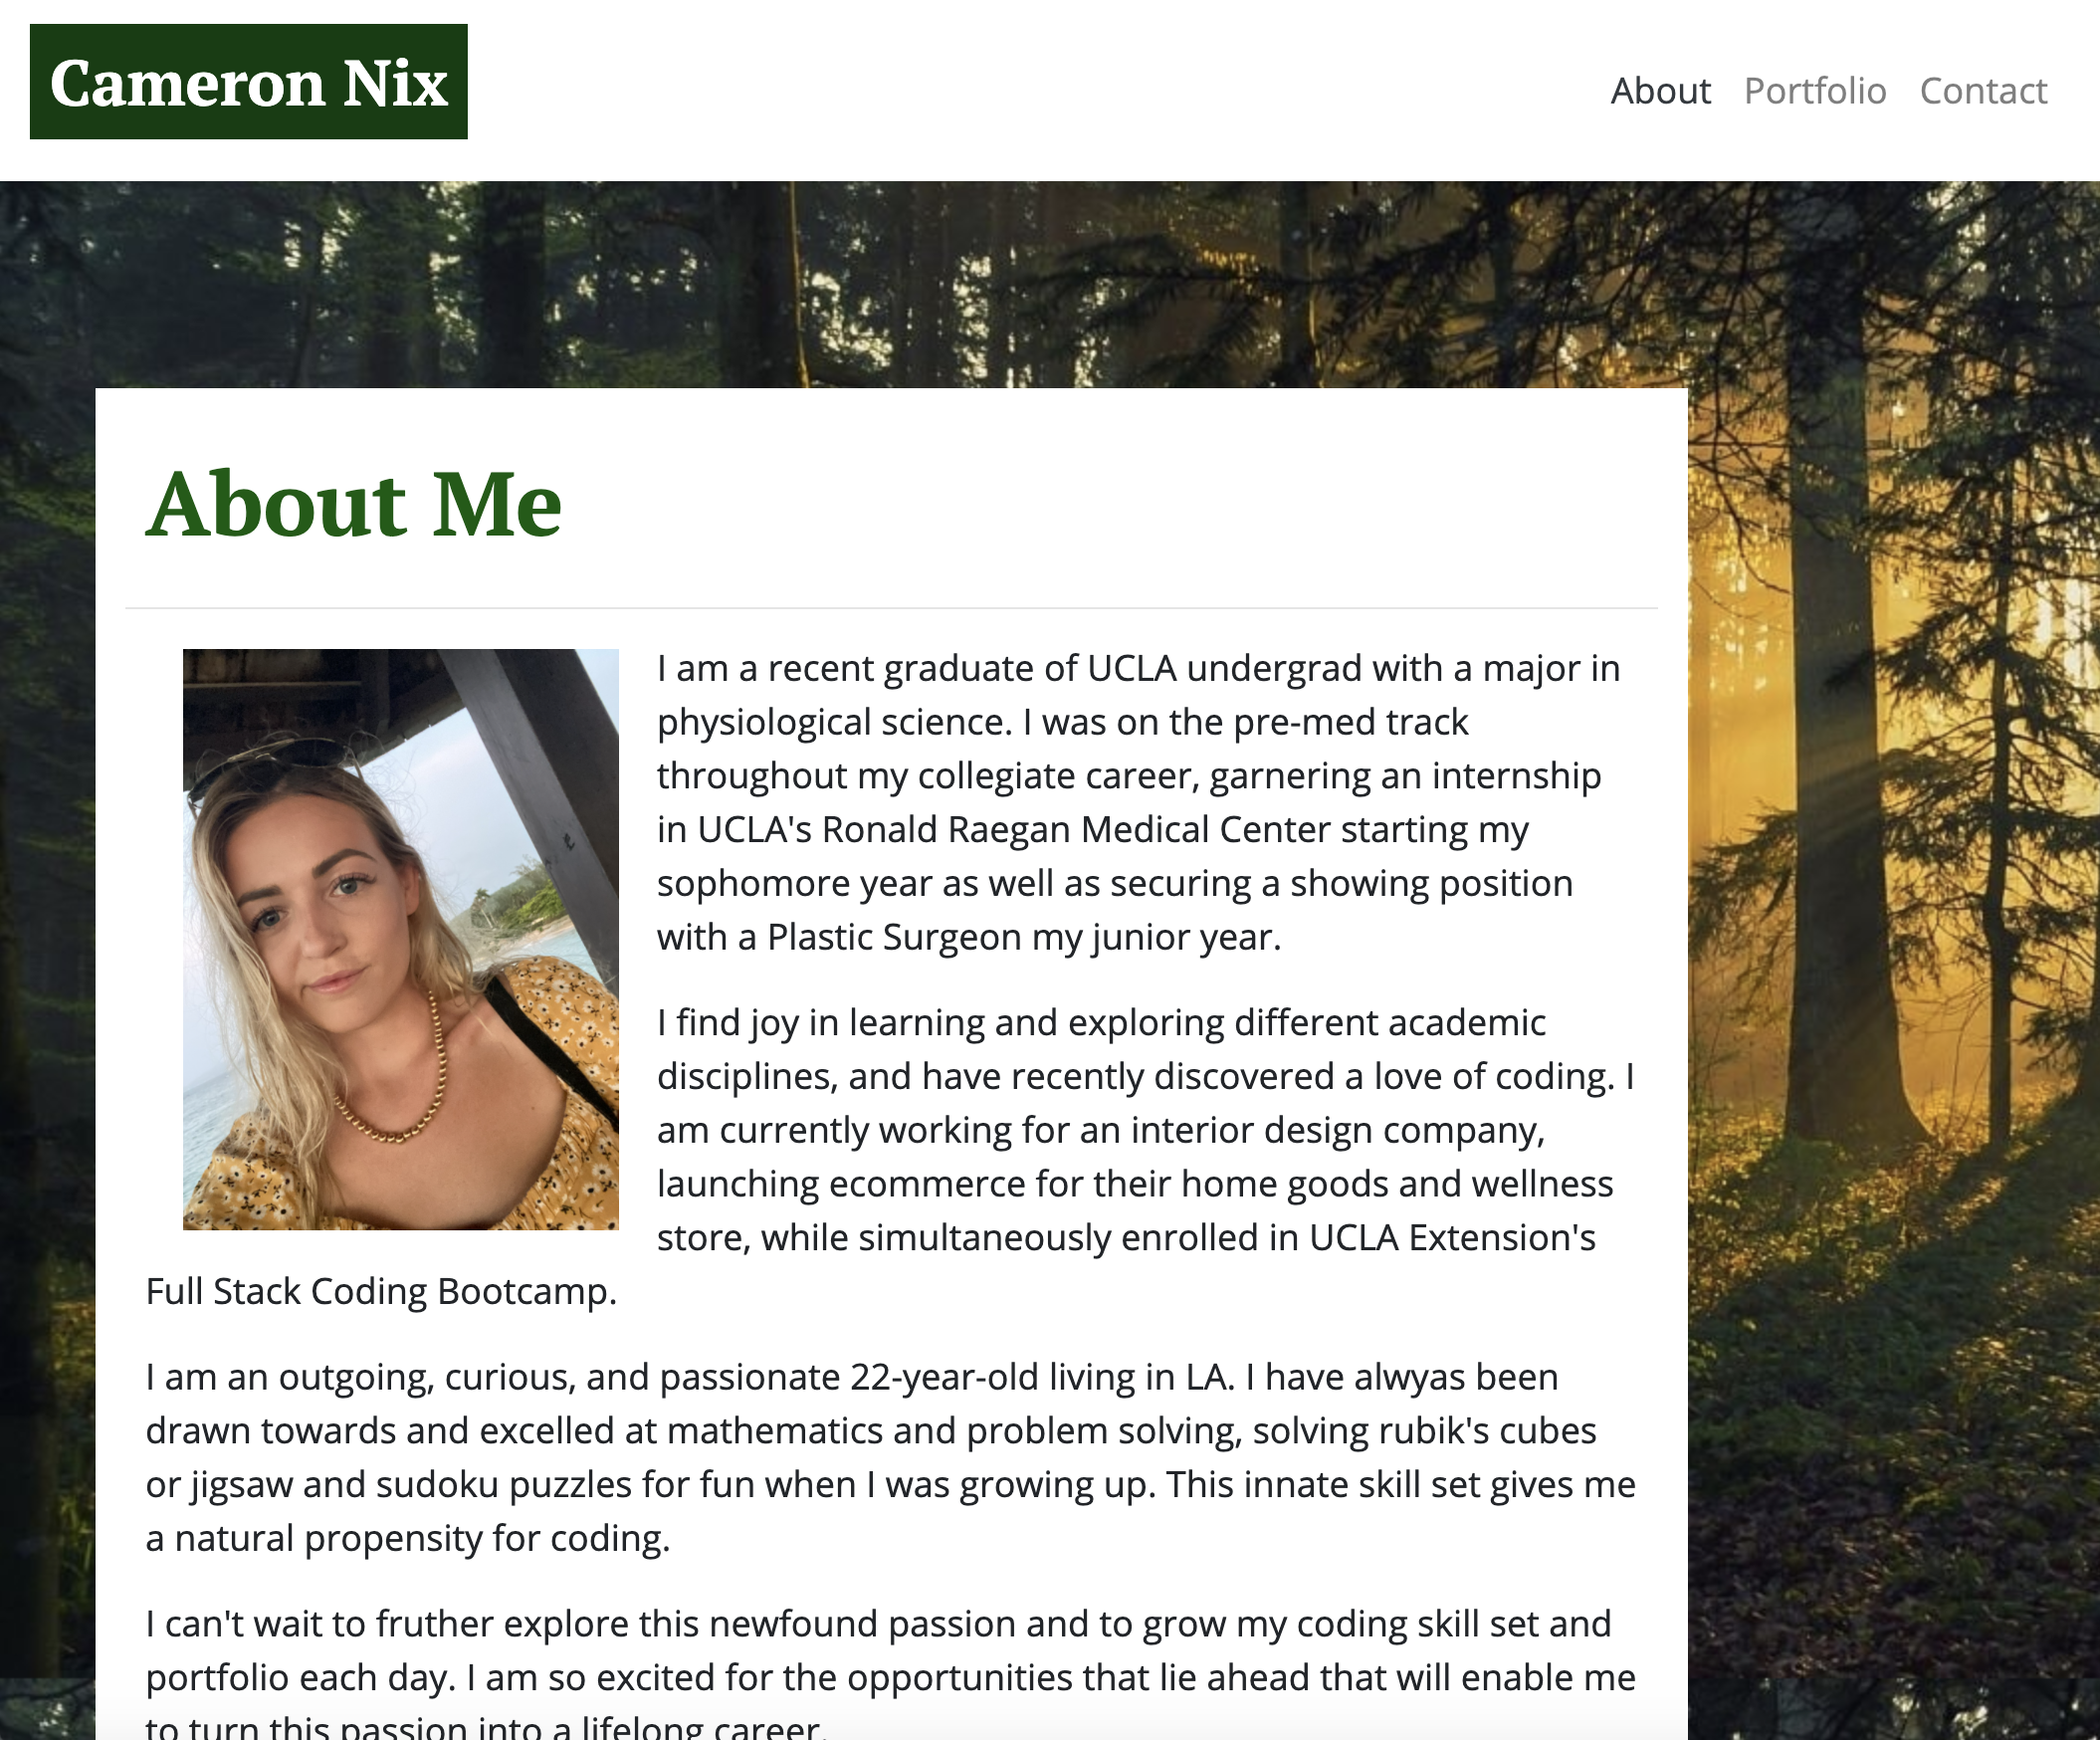 Cameron Nix
About Portfolio Contact
About Me
I am a recent graduate of UCLA undergrad with a major in
physiological science. I was on the pre-med track
throughout my collegiate career, garnering an internship
in UCLA's Ronald Raegan Medical Center starting my
sophomore year as well as securing a showing position
with a Plastic Surgeon my junior year.
I find joy in learning and exploring different academic
disciplines, and have recently discovered a love of coding. I
am currently working for an interior design company,
launching ecommerce for their home goods and wellness
store, while simultaneously enrolled in UCLA Extension's
Full Stack Coding Bootcamp.
I am an outgoing, curious, and passionate 22-year-old living in LA. I have alwyas been
drawn towards and excelled at mathematics and problem solving, solving rubik's cubes
or jigsaw and sudoku puzzles for fun when I was growing up. This innate skill set gives me
a natural propensity for coding.
I can't wait to fruther explore this newfound passion and to grow my coding skill set and
portfolio each day. I am so excited for the opportunities that lie ahead that will enable me
to turn this passion into a lifelong career.